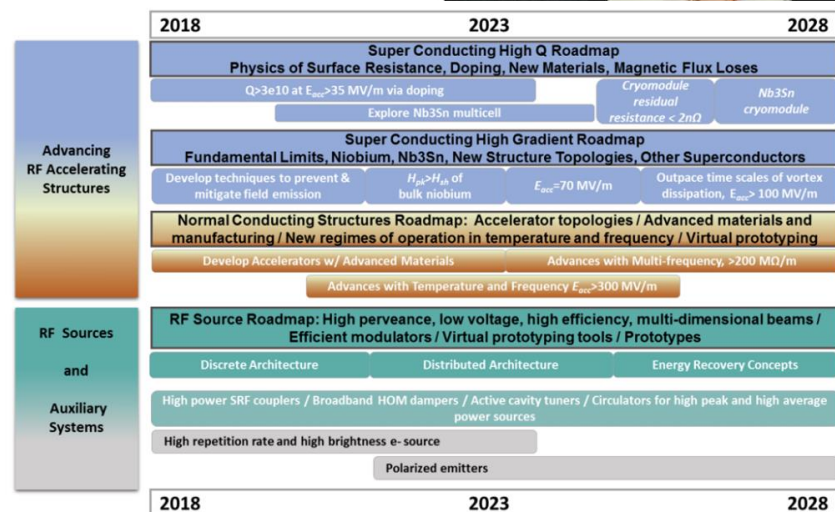 2018 2023 2028
Advancing
RF Accelerating
Structures
Super Conducting High Q Roadmap
Physics of Surface Resistance, Doping, New Materials, Magnetic Flux Loses
Q>3e10 at Eacc>35 MV/m via doping
Explore Nb3Sn multicell
Cryomodule
residual
resistance < 2nΩ
Nb3Sn
cryomodule
Super Conducting High Gradient Roadmap
Fundamental Limits, Niobium, Nb3Sn, New Structure Topologies, Other Superconductors
Develop techniques to prevent &
mitigate field emission
Hpk>Hsh of
bulk niobium
Eacc=70 MV/m
Outpace time scales of vortex
dissipation, Eacc> 100 MV/m
Normal Conducting Structures Roadmap: Accelerator topologies / Advanced materials and
manufacturing / New regimes of operation in temperature and frequency / Virtual prototyping
Develop Accelerators w/ Advanced Materials
Advances with Multi-frequency, >200 MΩ/m
Advances with Temperature and Frequency Eacc>300 MV/m
RF Sources
and
Auxiliary
Systems
RF Source Roadmap: High perveance, low voltage, high efficiency, multi-dimensional beams /
Efficient modulators / Virtual prototyping tools / Prototypes
Discrete Architecture
Distributed Architecture
Energy Recovery Concepts
High power SRF couplers / Broadband HOM dampers / Active cavity tuners / Circulators for high peak and high average
power sources
High repetition rate and high brightness e- source
Polarized emitters
2018 2023 2028